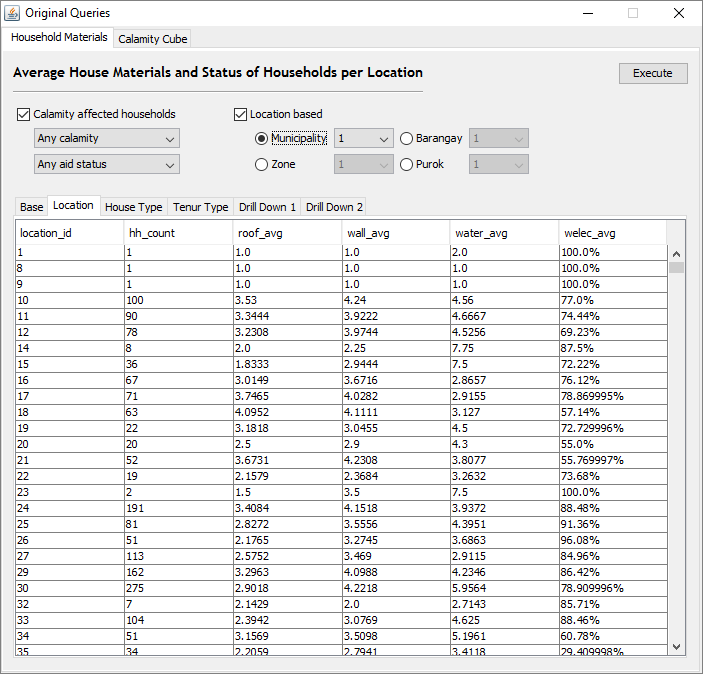 Original Queries
Household Materials Calamity Cube
Average House Materials and Status of Households per Location Execute
Calamity affected households Location based
Any calamity Municipality 1 Barangay 1
Any aid status Zone 1 Purok 1
Base Location House Type Tenur Type Drill Down 1 Drill Down 2
location_id hh_count roof_avg wall_avg water_avg welec_avg
1 1 1.0 1.0 2.0 100.0%
8 1 1.0 1.0 1.0 100.0%
9 1 1.0 1.0 1.0 100.0%
10 100 3.53 4.24 4.56 77.0%
11 90 3.3444 3.9222 4.6667 74.44%
12 78 3.2308 3.9744 4.5256 69.23%
14 8 2.0 2.25 7.75 87.5%
15 36 1.8333 2.9444 7.5 72.22%
16 67 3.0149 3.6716 2.8657 76.12%
17 71 3.7465 4.0282 2.9155 78.869995%
18 63 4.0952 4.1111 3.127 57.14%
19 22 3.1818 3.0455 4.5 72.729996%
20 20 2.5 2.9 4.3 55.0%
21 52 3.6731 4.2308 3.8077 55.769997%
22 19 2.1579 2.3684 3.2632 73.68%
23 2 1.5 3.5 7.5 100.0%
24 191 3.4084 4.1518 3.9372 88.48%
25 81 2.8272 3.5556 4.3951 91.36%
26 51 2.1765 3.2745 3.6863 96.08%
27 113 2.5752 3.469 2.9115 84.96%
29 162 3.2963 4.0988 4.2346 86.42%
30 275 2.9018 4.2218 5.9564 78.909996%
32 7 2.1429 2.0 2.7143 85.71%
33 104 2.3942 3.0769 4.625 88.46%
34 51 3.1569 3.5098 5.1961 60.78%
35 34 2.2059 2.7941 3.4118 29.409998%